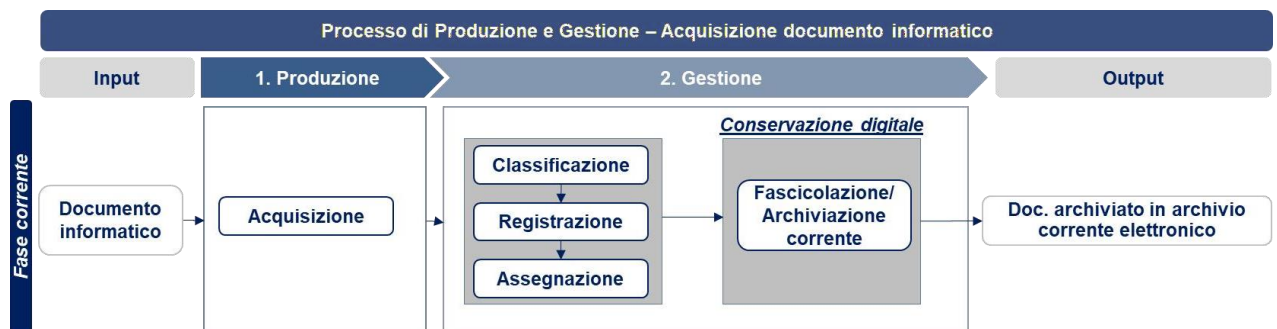 Processo di Produzione e Gestione – Acquisizione documento informatico
Input
1. Produzione
2. Gestione
Output
Fase corrente
Documento
informatico
Acquisizione
Classificazione
Registrazione
Assegnazione
Conservazione digitale
Fascicolazione/
Archiviazione
corrente
Doc. archiviato in archivio
corrente elettronico